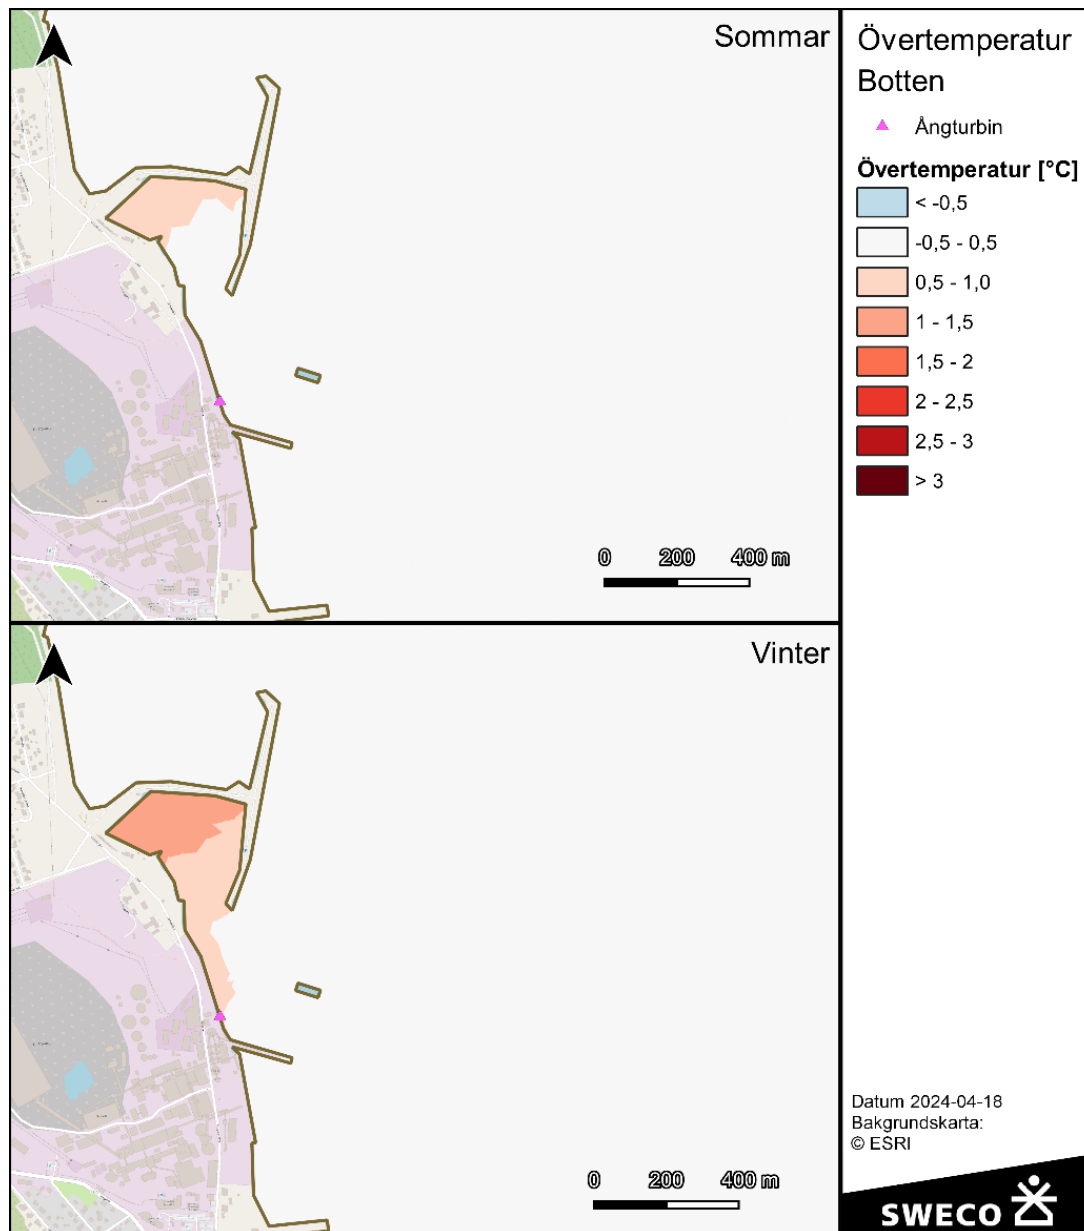 Sommar
0 200 400 m
Vinter
0 200 400 m
Övertemperatur
Botten
Ångturbin
Övertemperatur [°C]
< -0,5
-0,5 - 0,5
0,5 - 1,0
1 - 1,5
1,5 - 2
2 - 2,5
2,5 - 3
> 3
Datum 2024-04-18
Bakgrundskarta:
© ESRI
SWECO